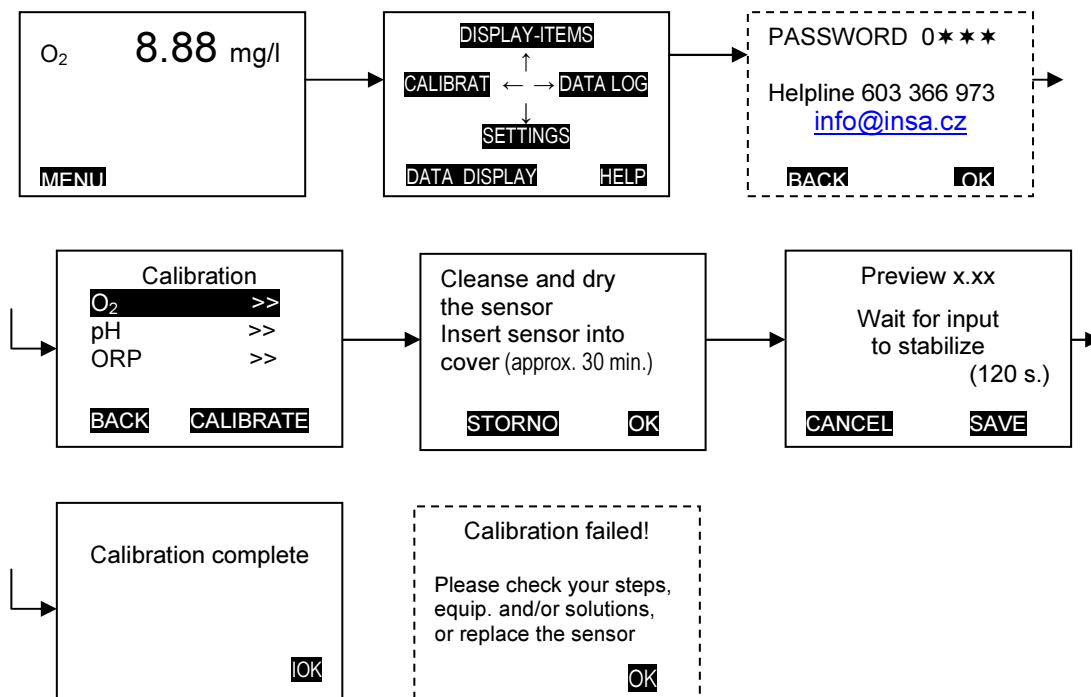 O₂ 8.88 mg/l
MENU
DISPLAY-ITEMS
↑
CALIBRAT ← → DATA LOG
↓
SETTINGS
DATA DISPLAY HELP
PASSWORD 0✶✶✶
Helpline 603 366 973
info@insa.cz
BACK OK
Calibration
O₂ >>
pH >>
ORP >>
BACK CALIBRATE
Cleanse and dry
the sensor
Insert sensor into
cover (approx. 30 min.)
STORNO OK
Preview x.xx
Wait for input
to stabilize
(120 s.)
CANCEL SAVE
Calibration complete
IOK
Calibration failed!
Please check your steps,
equip. and/or solutions,
or replace the sensor
OK